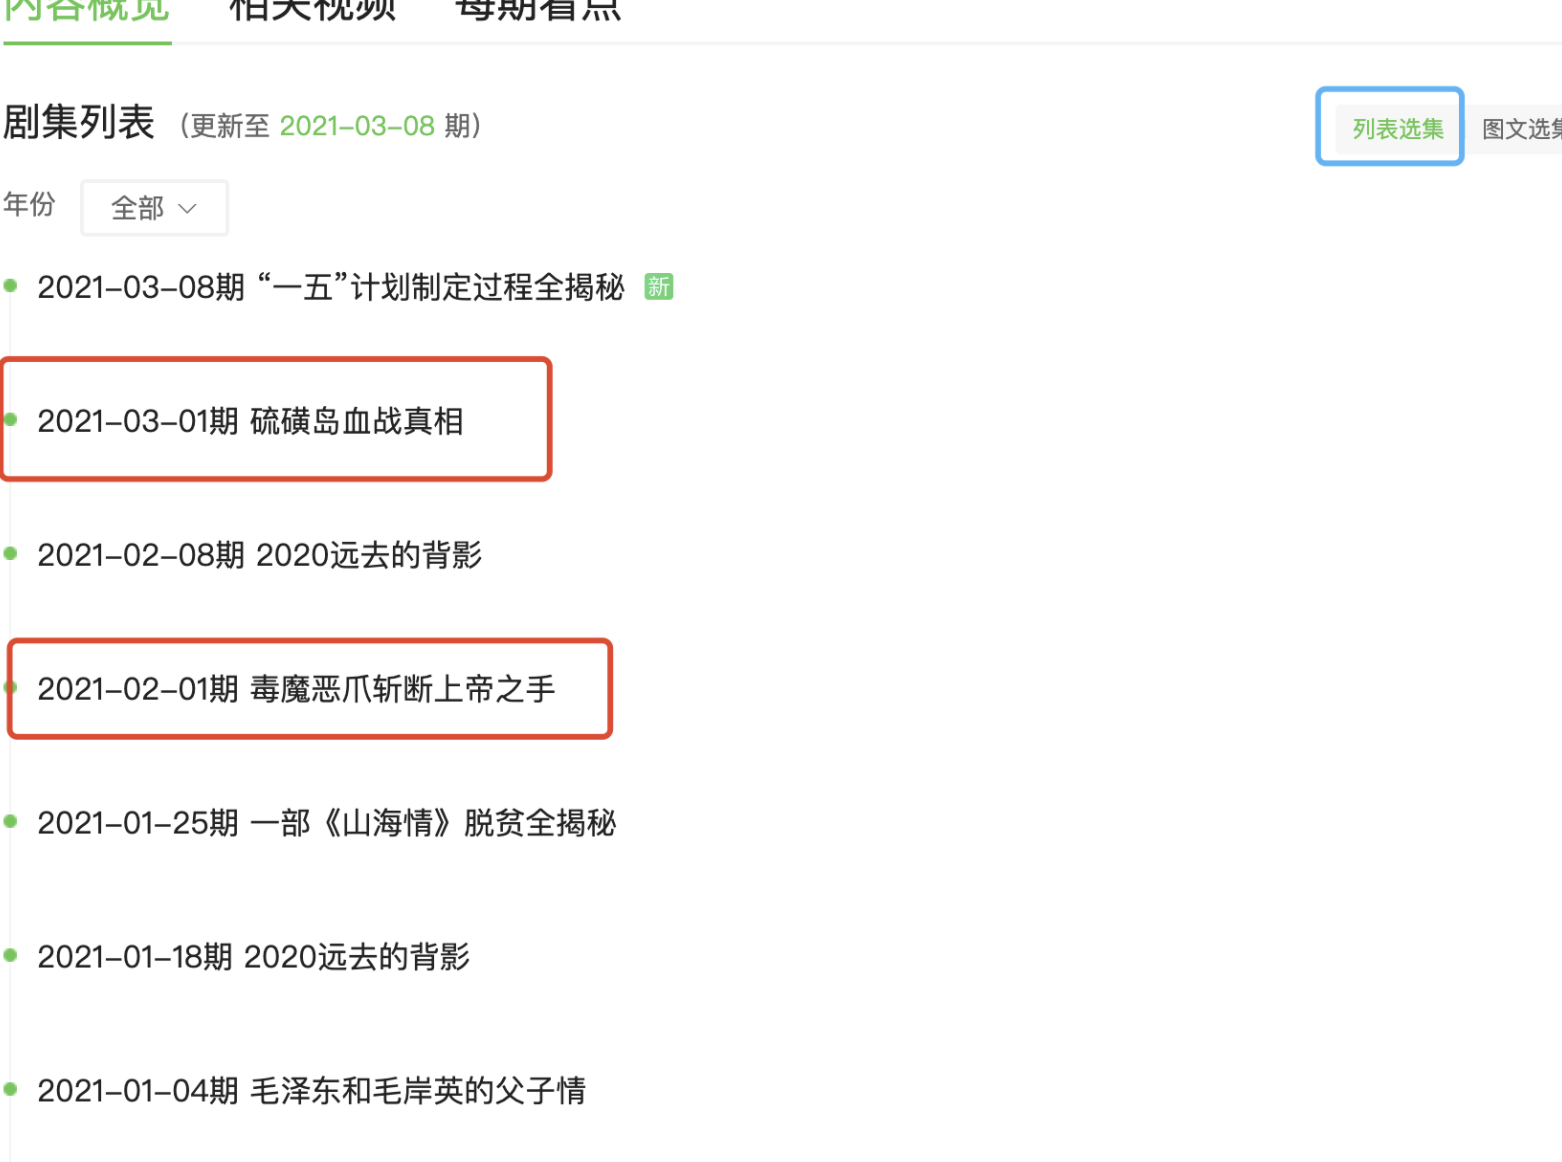 内容概览 相关视频 每期看点
剧集列表 （更新至 2021-03-08 期）
列表选集 图文选集
年份 全部
2021-03-08期 “一五”计划制定过程全揭秘 新
2021-03-01期 硫磺岛血战真相
2021-02-08期 2020远去的背影
2021-02-01期 毒魔恶爪斩断上帝之手
2021-01-25期 一部《山海情》脱贫全揭秘
2021-01-18期 2020远去的背影
2021-01-04期 毛泽东和毛岸英的父子情